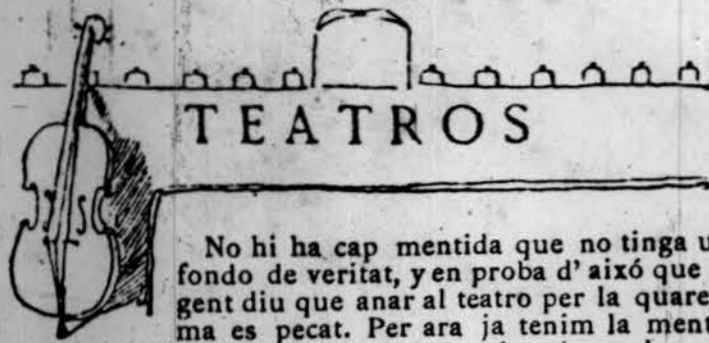 TEATROS
No hi ha cap mentida que no tinga u
fondo de veritat, y en proba d' aixó que
gent diu que anar al teatro per la quare
ma es pecat. Per ara ja tenim la ment